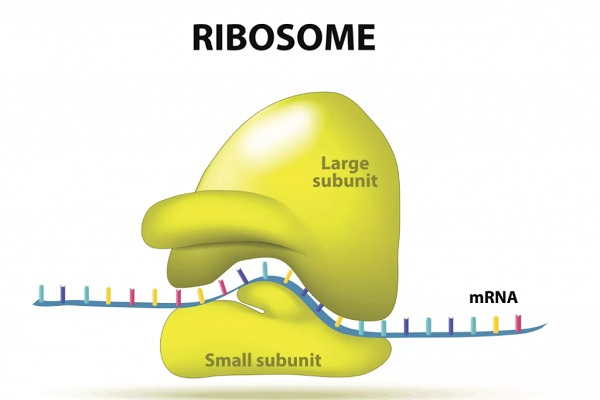 RIBOSOME
Large
subunit
mRNA
Small subunit